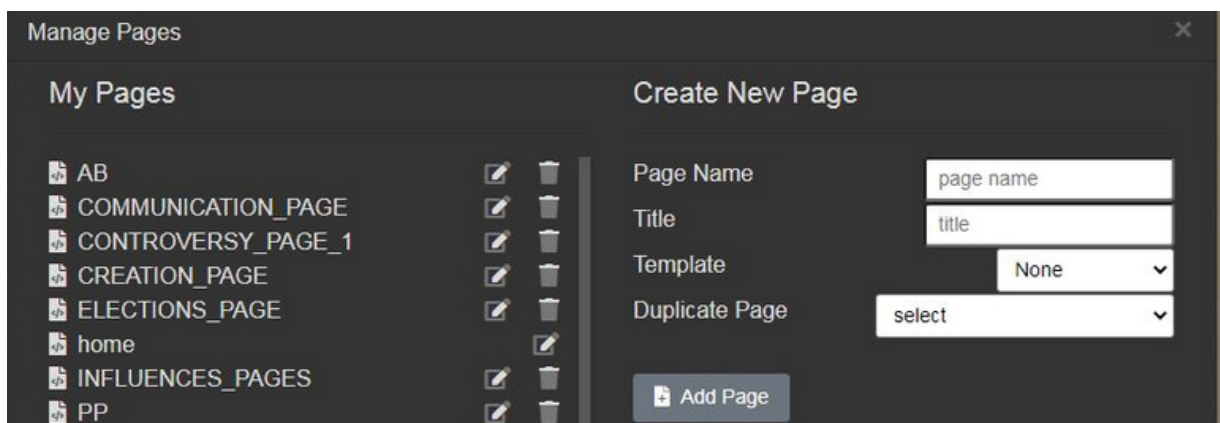 Manage Pages
My Pages
AB
COMMUNICATION_PAGE
CONTROVERSY_PAGE_1
CREATION_PAGE
ELECTIONS_PAGE
home
INFLUENCES_PAGES
PP
Create New Page
Page Name page name
Title title
Template None
Duplicate Page select
Add Page